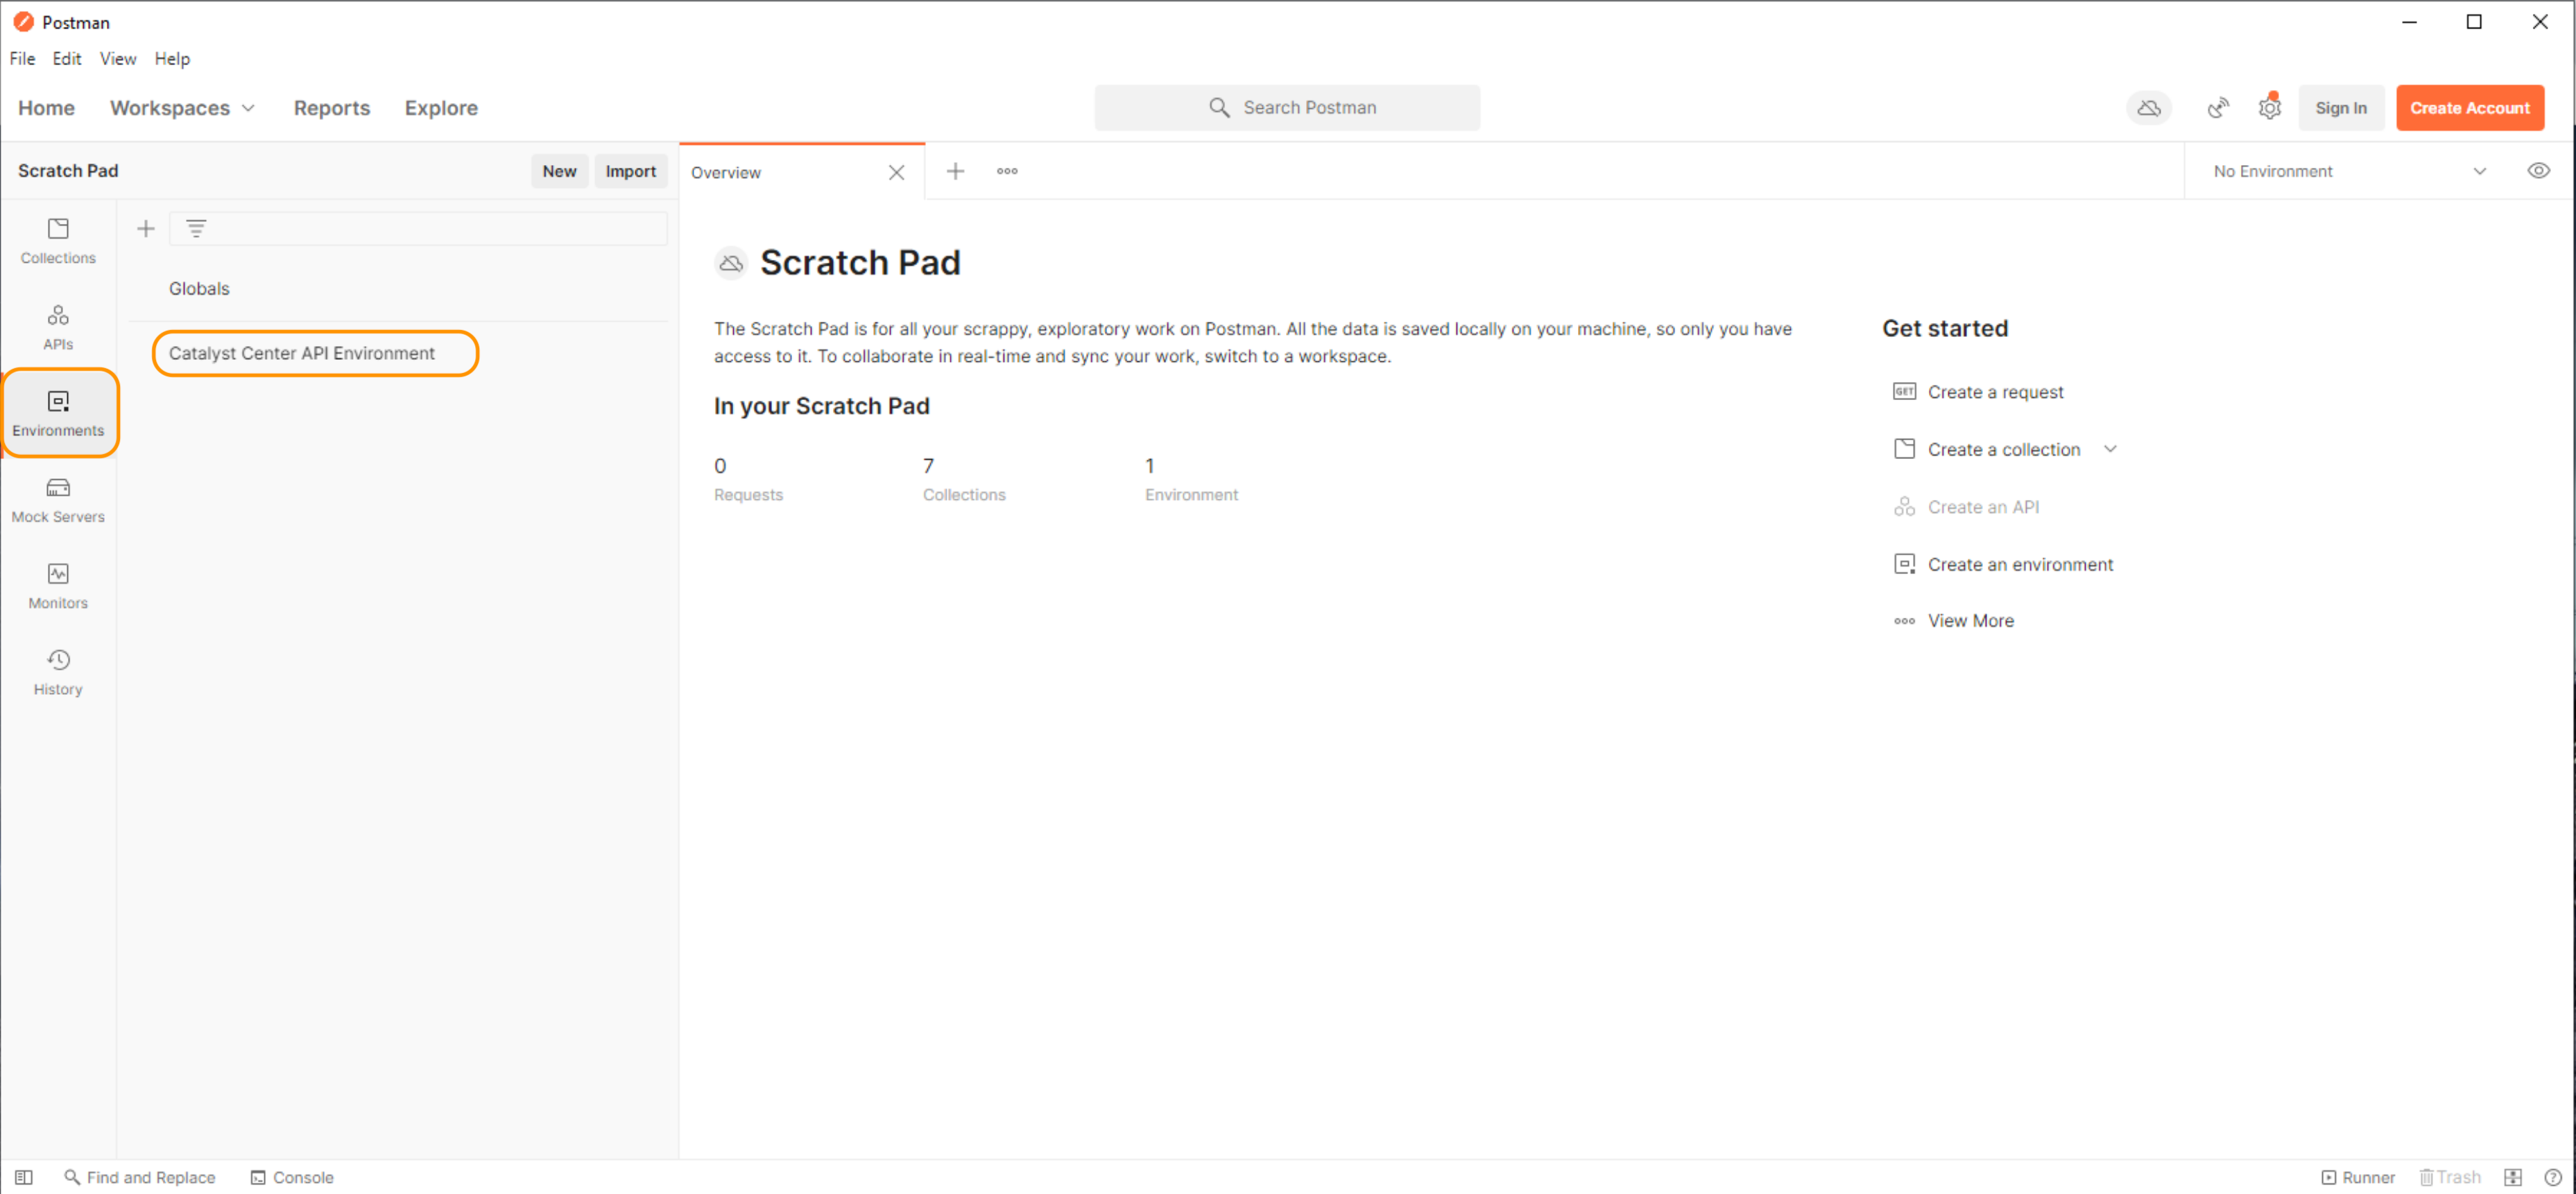 Postman
File Edit View Help
Home Workspaces Reports Explore
Search Postman
Sign In
Create Account
Scratch Pad
New
Import
Overview
No Environment
Collections
APIs
Environments
Mock Servers
Monitors
History
Globals
Catalyst Center API Environment
Scratch Pad
The Scratch Pad is for all your scrappy, exploratory work on Postman. All the data is saved locally on your machine, so only you have
access to it. To collaborate in real-time and sync your work, switch to a workspace.
In your Scratch Pad
0 7 1
Requests Collections Environment
Get started
GET Create a request
Create a collection
Create an API
Create an environment
View More
Find and Replace
Console
Runner
Trash